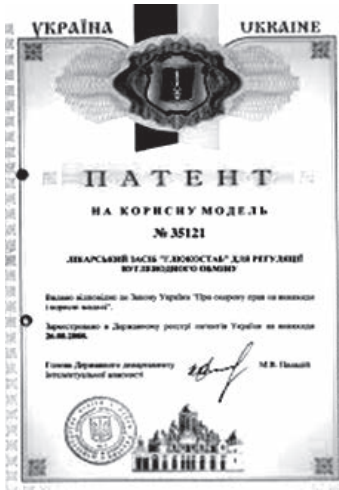 УКРАЇНА UKRAINE
ПАТЕНТ
НА КОРИСНУ МОДЕЛЬ
№ 35121
ЛІКАРСЬКИЙ ЗАСІБ "ГЛЮКОСТАБ" ДЛЯ РЕГУЛЯЦІЇ
ВУГЛЕВОДНОГО ОБМІНУ
Видано відповідно до Закону України "Про охорону прав на винаходи
і корисні моделі".
Зареєстровано в Державному реєстрі патентів України на винаходи
26.08.2008.
Голова Державного департаменту
інтелектуальної власності
М.В. Паладій